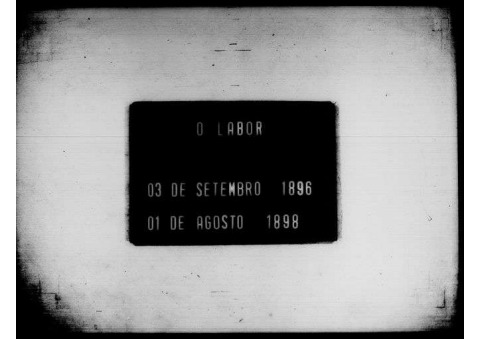 O LABOR
03 DE SETEMBRO 1896
01 DE AGOSTO 1898